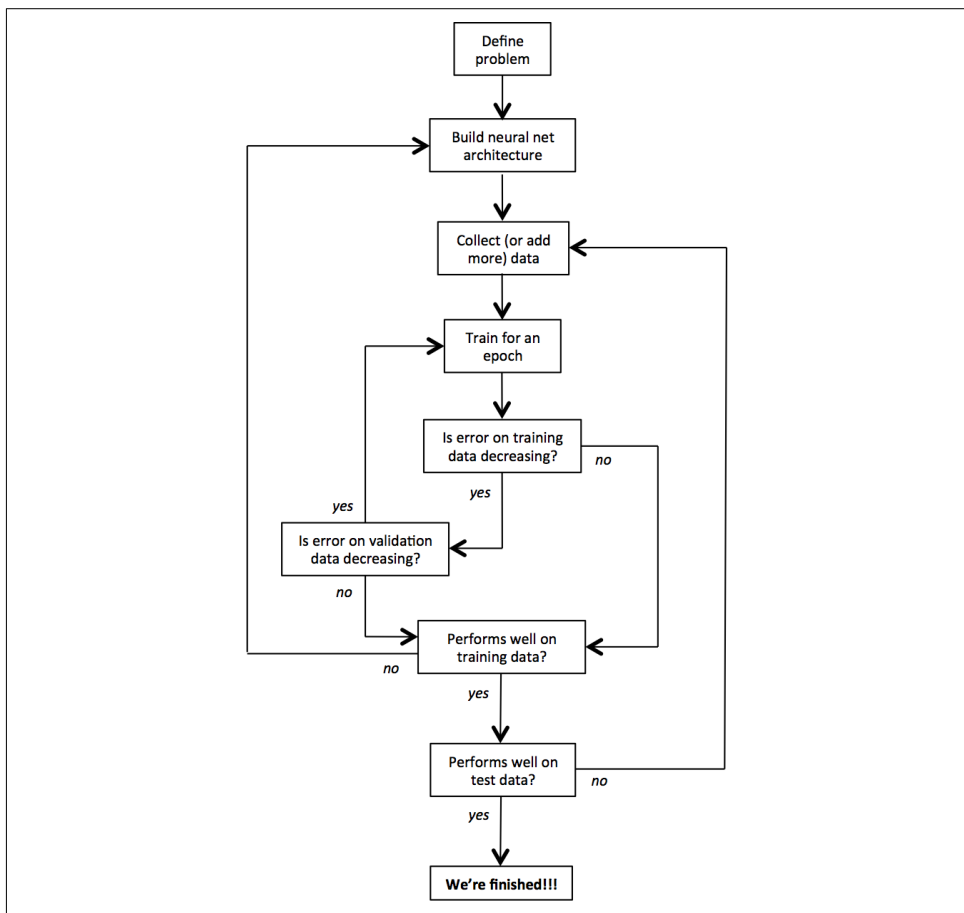 Define
problem
Build neural net
architecture
Collect (or add
more) data
Train for an
epoch
Is error on training
data decreasing?
no
yes
yes
Is error on validation
data decreasing?
no
Performs well on
training data?
no
yes
Performs well on
test data?
no
yes
We're finished!!!